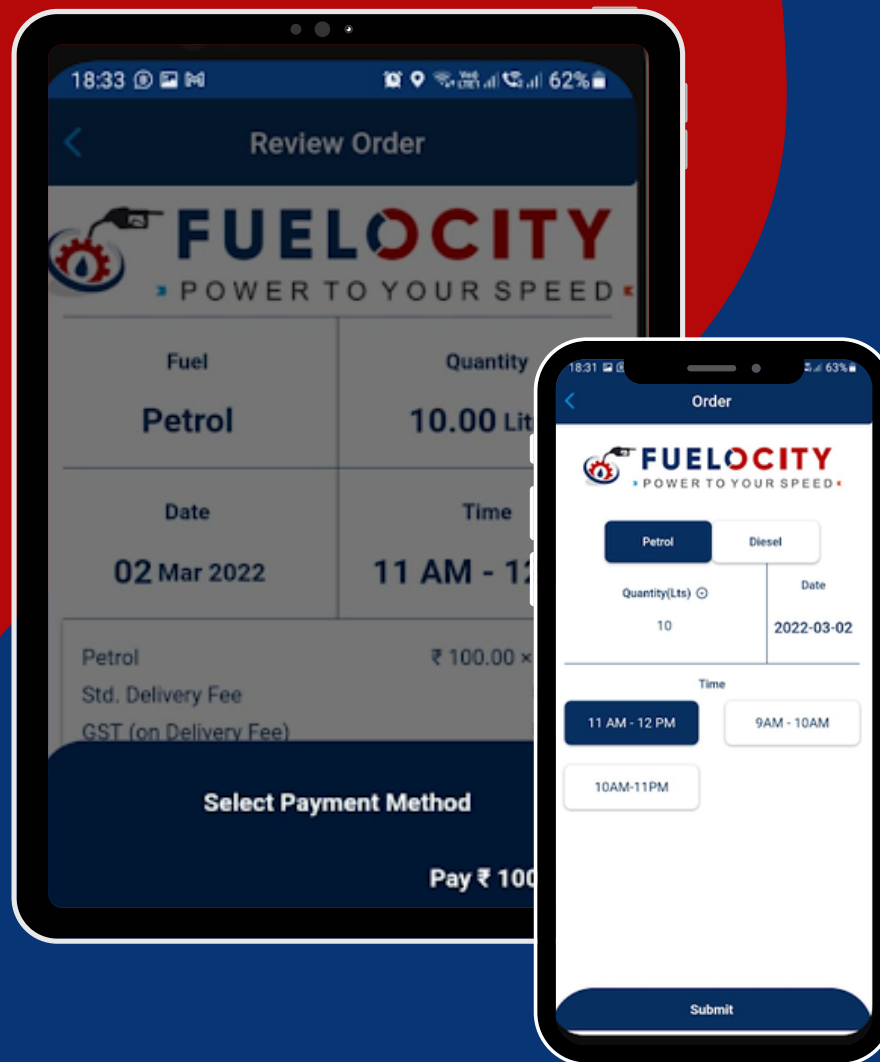 18:33 62%
Review Order
FUELOCITY
POWER TO YOUR SPEED
Fuel Quantity
Petrol 10.00
Date Time
02 Mar 2022 11 AM -
Petrol ₹ 100.00 ×
Std. Delivery Fee
GST (on Delivery Fee)
Select Payment Method
Pay ₹ 100
18:31 63%
Order
FUELOCITY
POWER TO YOUR SPEED
Petrol Diesel
Quantity(Lts) Date
10 2022-03-02
Time
11 AM - 12 PM 9AM - 10AM
10AM-11PM
Submit